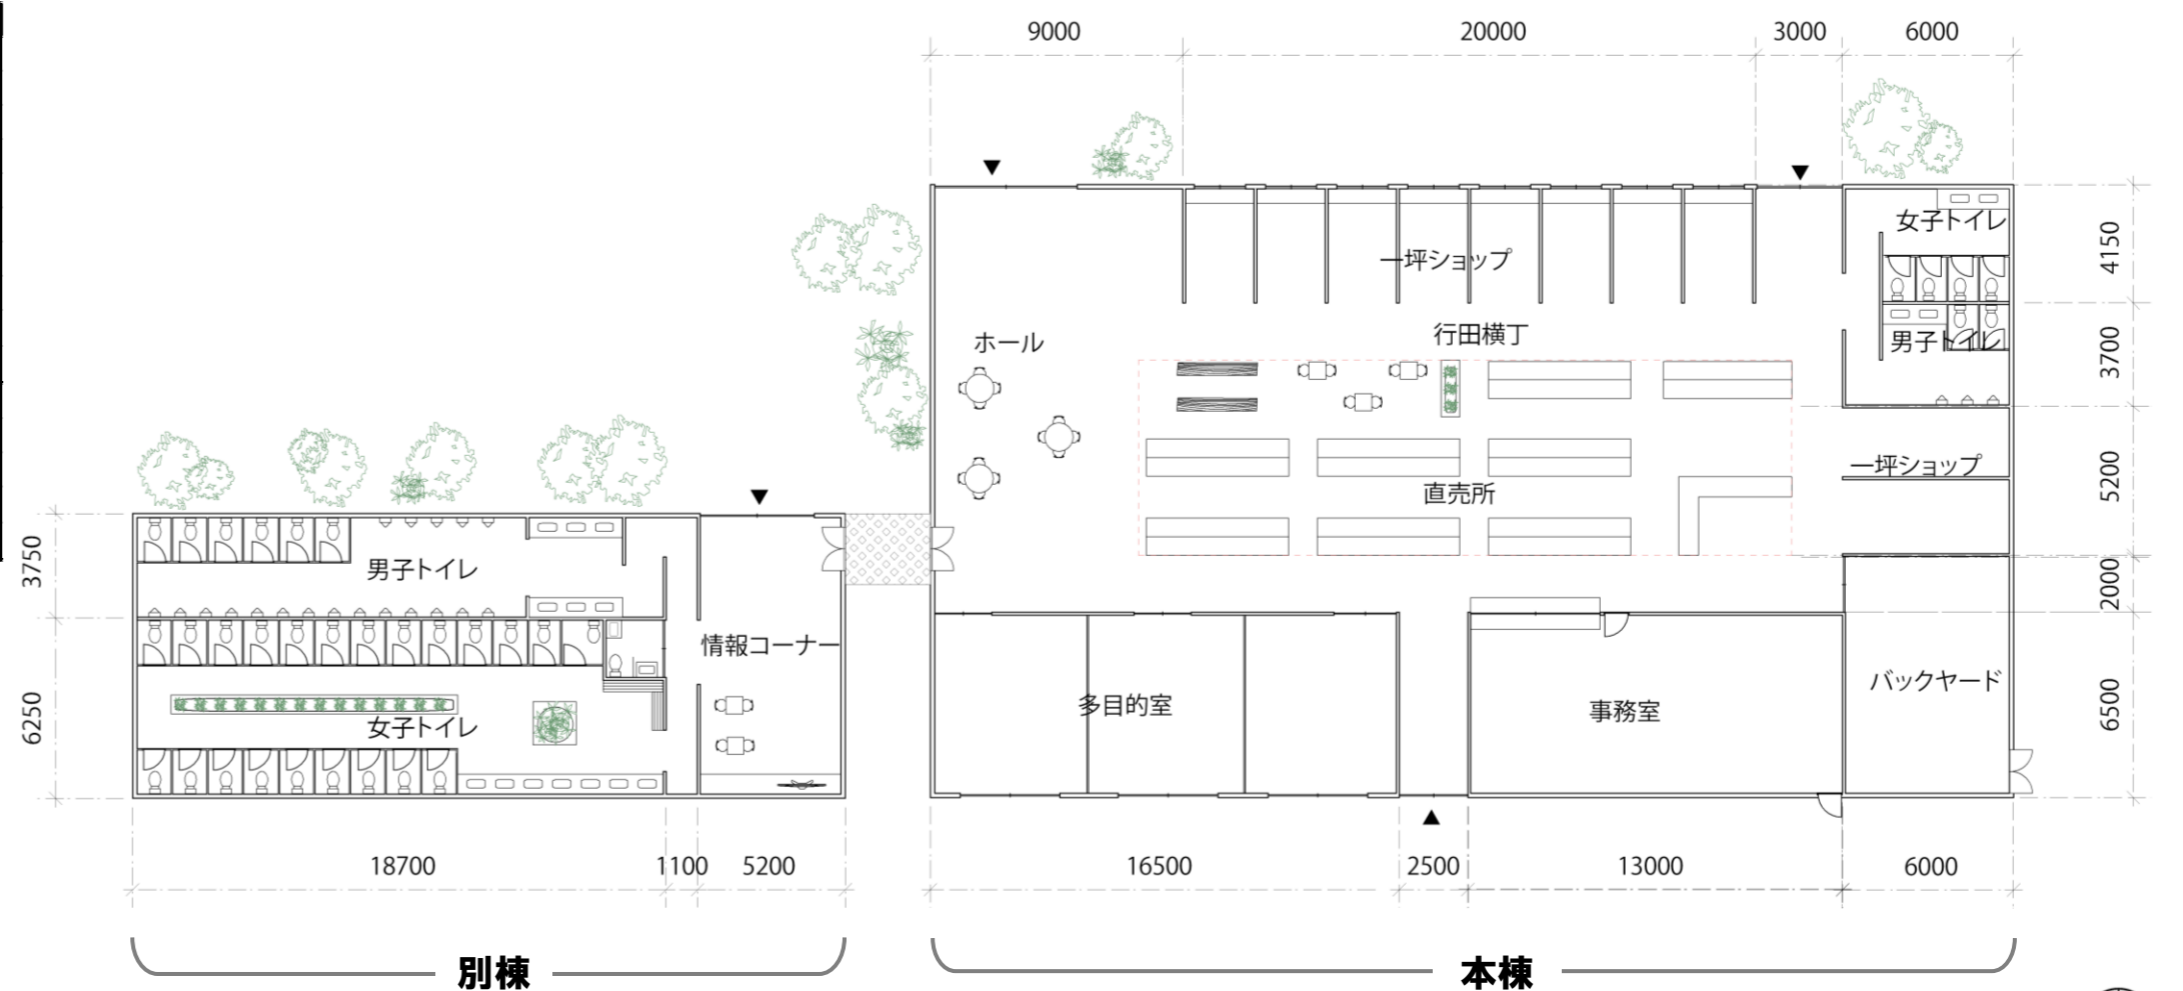 9000
20000
3000
6000
女子トイレ
4150
一坪ショップ
行田横丁
ホール
男子トイレ
3700
一坪ショップ
5200
直売所
3750
男子トイレ
2000
情報コーナー
6250
女子トイレ
多目的室
事務室
バックヤード
6500
18700
1100
5200
16500
2500
13000
6000
別棟
本棟